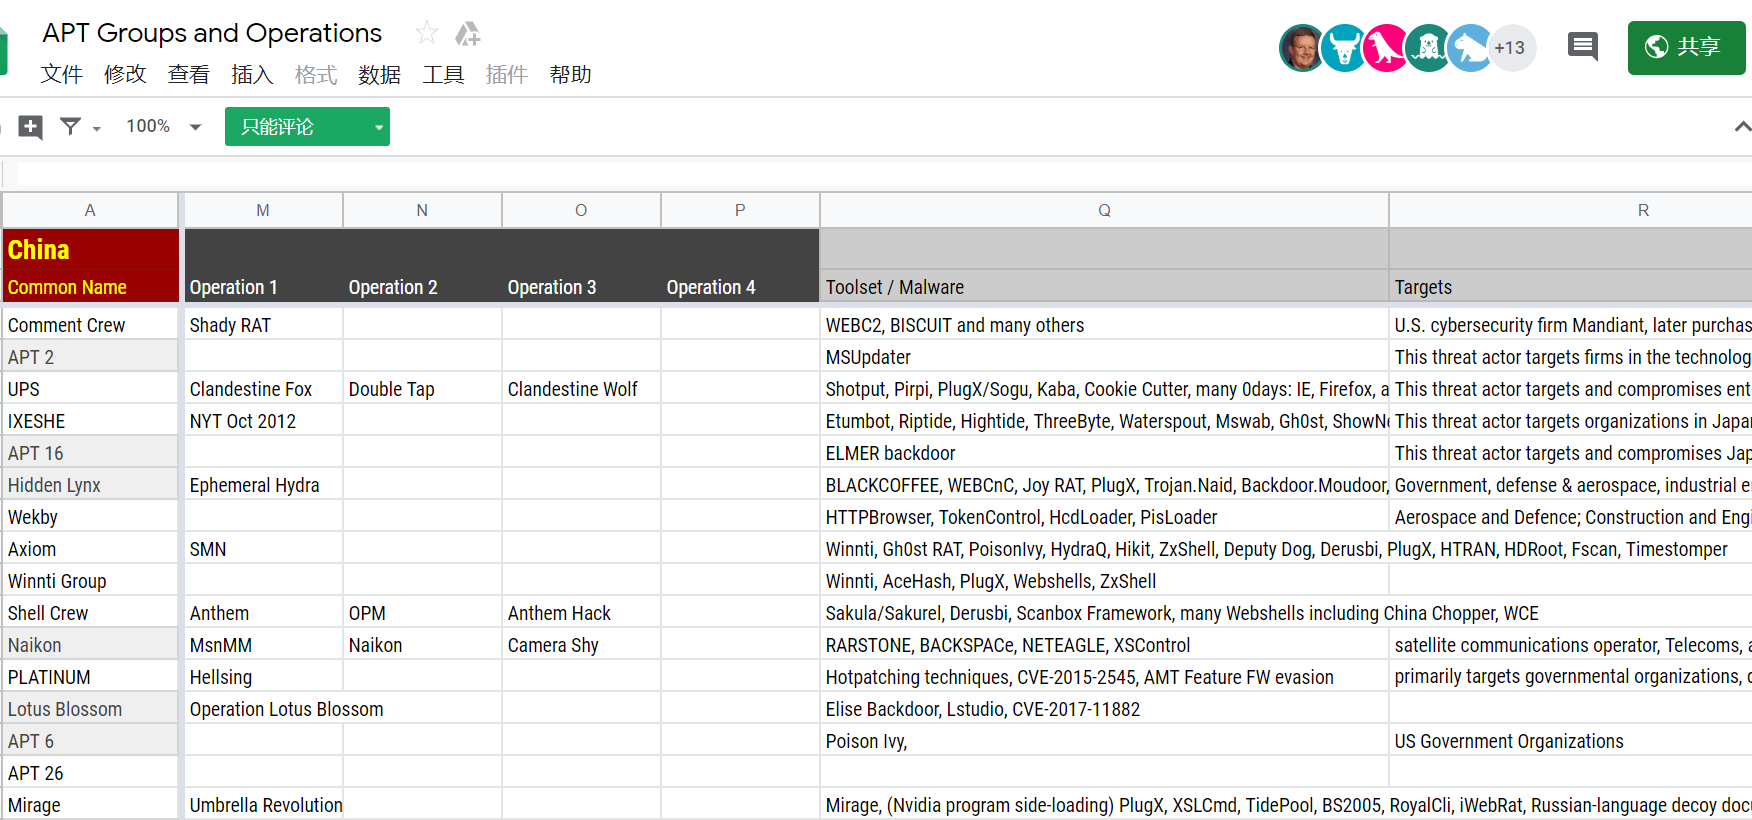 APT Groups and Operations
+13
共享
文件 修改 查看 插入 格式 数据 工具 插件 帮助
100% 只能评论
A M N O P Q R
China
Common Name Operation 1 Operation 2 Operation 3 Operation 4 Toolset / Malware Targets
Comment Crew Shady RAT WEBC2, BISCUIT and many others U.S. cybersecurity firm Mandiant, later
APT 2 MSUpdater This threat actor targets firms in the
UPS Clandestine Fox Double Tap Clandestine Wolf Shotput, Pirpi, PlugX/Sogu, Kaba, Cookie Cutter, many 0days: IE, Firefox, This threat actor targets and compromises
IXESHE NYT Oct 2012 Etumbot, Riptide, Hightide, ThreeByte, Waterspout, Mswab, Gh0st, This threat actor targets organizations in
APT 16 ELMER backdoor This threat actor targets and compromises
Hidden Lynx Ephemeral Hydra BLACKCOFFEE, WEBCnC, Joy RAT, PlugX, Trojan.Naid, Backdoor.Moudoor, Government, defense & aerospace, industrial
Wekby HTTPBrowser, TokenControl, HcdLoader, PisLoader Aerospace and Defence; Construction and
Axiom SMN Winnti, Gh0st RAT, PoisonIvy, HydraQ, Hikit, ZxShell, Deputy Dog, Derusbi, PlugX, HTRAN, HDRoot, Fscan, Timestomper
Winnti Group Winnti, AceHash, PlugX, Webshells, ZxShell
Shell Crew Anthem OPM Anthem Hack Sakula/Sakurel, Derusbi, Scanbox Framework, many Webshells including China Chopper, WCE
Naikon MsnMM Naikon Camera Shy RARSTONE, BACKSPACe, NETEAGLE, XSControl satellite communications operator, Telecoms,
PLATINUM Hellsing Hotpatching techniques, CVE-2015-2545, AMT Feature FW evasion primarily targets governmental organizations,
Lotus Blossom Operation Lotus Blossom Elise Backdoor, Lstudio, CVE-2017-11882
APT 6 Poison Ivy, US Government Organizations
APT 26
Mirage Umbrella Revolution Mirage, (Nvidia program side-loading) PlugX, XSLCmd, TidePool, BS2005, RoyalCli, iWebRat, Russian-language decoy